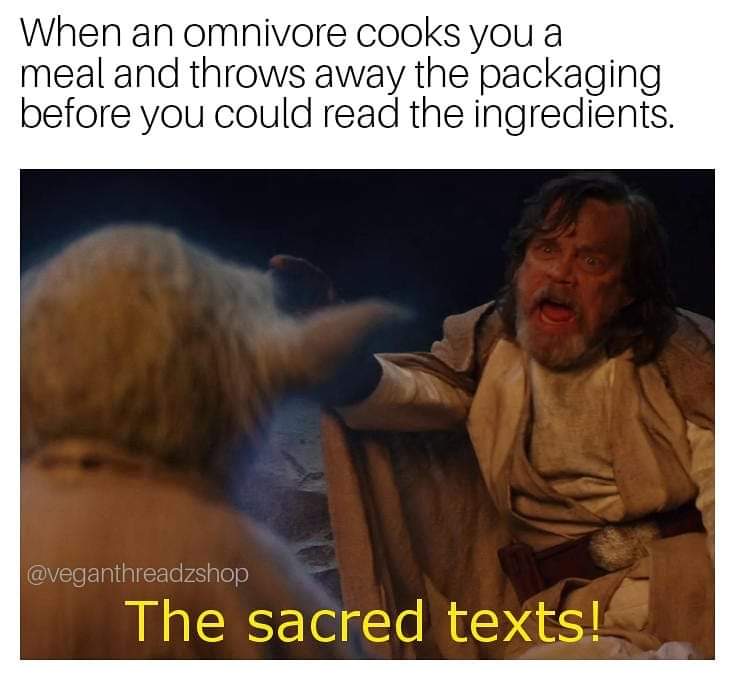 When an omnivore cooks you a
meal and throws away the packaging
before you could read the ingredients.
@veganthreadzshop
The sacred texts!